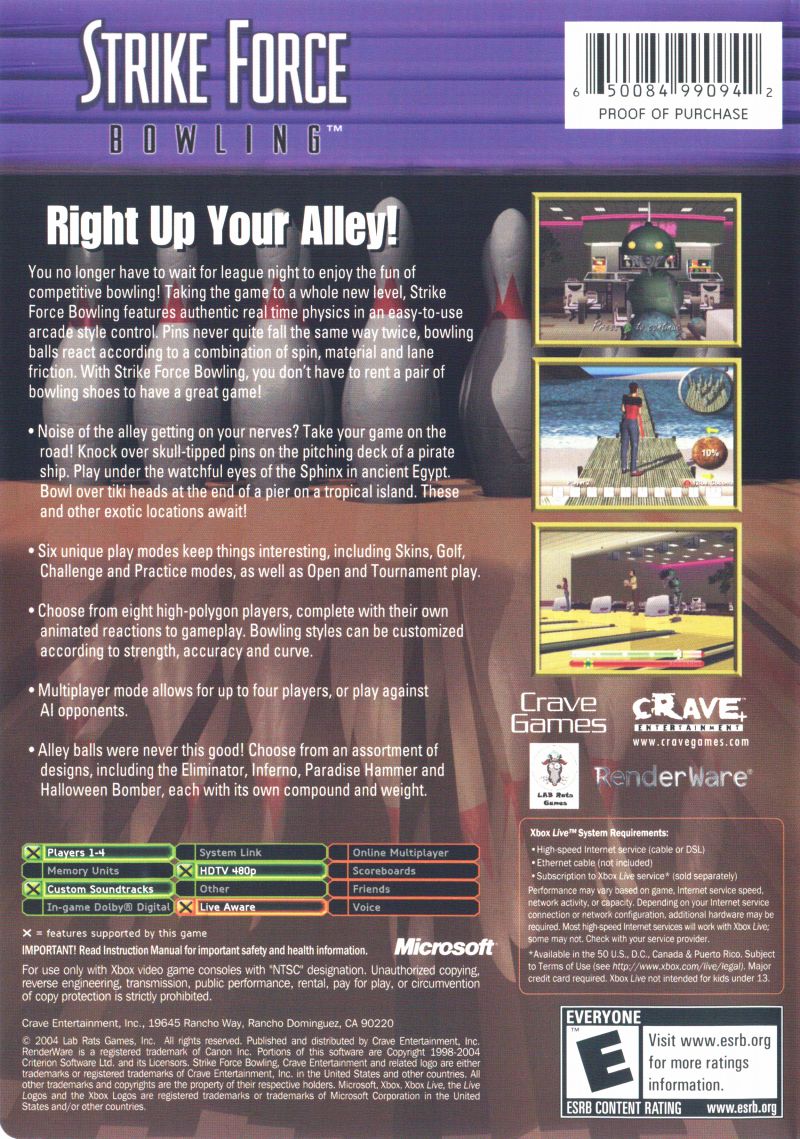 STRIKE FORCE
BOWLING™
6 50084 99094 2
PROOF OF PURCHASE
Right Up Your Alley!
You no longer have to wait for league night to enjoy the fun of
competitive bowling! Taking the game to a whole new level, Strike
Force Bowling features authentic real time physics in an easy-to-use
arcade style control. Pins never quite fall the same way twice, bowling
balls react according to a combination of spin, material and lane
friction. With Strike Force Bowling, you don't have to rent a pair of
bowling shoes to have a great game!
• Noise of the alley getting on your nerves? Take your game on the
road! Knock over skull-tipped pins on the pitching deck of a pirate
ship. Play under the watchful eyes of the Sphinx in ancient Egypt.
Bowl over tiki heads at the end of a pier on a tropical island. These
and other exotic locations await!
• Six unique play modes keep things interesting, including Skins, Golf,
Challenge and Practice modes, as well as Open and Tournament play.
• Choose from eight high-polygon players, complete with their own
animated reactions to gameplay. Bowling styles can be customized
according to strength, accuracy and curve.
• Multiplayer mode allows for up to four players, or play against
AI opponents.
• Alley balls were never this good! Choose from an assortment of
designs, including the Eliminator, Inferno, Paradise Hammer and
Halloween Bomber, each with its own compound and weight.
Press to continue
10%
Crave
Games
CRAVE
ENTERTAINMENT
www.cravegames.com
LAB Rats
Games
RenderWare®
Players 1-4 System Link Online Multiplayer
Memory Units HDTV 480p Scoreboards
Custom Soundtracks Other Friends
In-game Dolby® Digital Live Aware Voice
X = features supported by this game
IMPORTANT! Read Instruction Manual for important safety and health information.
Microsoft®
For use only with Xbox video game consoles with "NTSC" designation. Unauthorized copying,
reverse engineering, transmission, public performance, rental, pay for play, or circumvention
of copy protection is strictly prohibited.
Crave Entertainment, Inc., 19645 Rancho Way, Rancho Dominguez, CA 90220
© 2004 Lab Rats Games, Inc. All rights reserved. Published and distributed by Crave Entertainment, Inc.
RenderWare is a registered trademark of Canon Inc. Portions of this software are Copyright 1998-2004
Criterion Software Ltd. and its Licensors. Strike Force Bowling, Crave Entertainment and related logo are either
trademarks or registered trademarks of Crave Entertainment, Inc. in the United States and other countries. All
other trademarks and copyrights are the property of their respective holders. Microsoft, Xbox, Xbox Live, the Live
Logos and the Xbox Logos are registered trademarks or trademarks of Microsoft Corporation in the United
States and/or other countries.
Xbox Live™ System Requirements:
• High-speed Internet service (cable or DSL)
• Ethernet cable (not included)
• Subscription to Xbox Live service* (sold separately)
Performance may vary based on game, Internet service speed,
network activity, or capacity. Depending on your Internet service
connection or network configuration, additional hardware may be
required. Most high-speed Internet services will work with Xbox Live;
some may not. Check with your service provider.
*Available in the 50 U.S., D.C., Canada & Puerto Rico. Subject
to Terms of Use (see http://www.xbox.com/live/legal). Major
credit card required. Xbox Live not intended for kids under 13.
EVERYONE
E
™
Visit www.esrb.org
for more ratings
information.
ESRB CONTENT RATING www.esrb.org